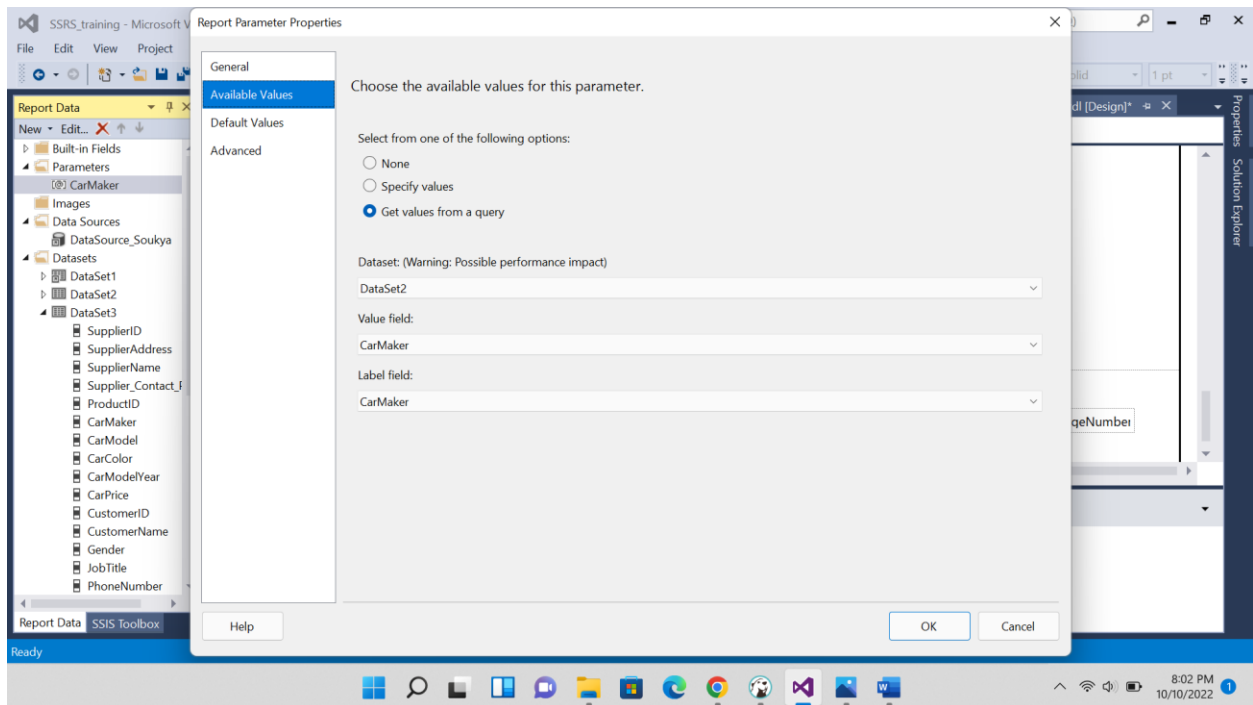 SSRS_training - Microsoft V
File Edit View Project
Report Data
New Edit...
Built-in Fields
Parameters
CarMaker
Images
Data Sources
DataSource_Soukya
Datasets
DataSet1
DataSet2
DataSet3
SupplierID
SupplierAddress
SupplierName
Supplier_Contact_
ProductID
CarMaker
CarModel
CarColor
CarModelYear
CarPrice
CustomerID
CustomerName
Gender
JobTitle
PhoneNumber
Report Data SSIS Toolbox
Ready
Report Parameter Properties
General
Available Values
Default Values
Advanced
Choose the available values for this parameter.
Select from one of the following options:
None
Specify values
Get values from a query
Dataset: (Warning: Possible performance impact)
DataSet2
Value field:
CarMaker
Label field:
CarMaker
Help OK Cancel
olid 1 pt
dl [Design]*
geNumber
Properties
Solution Explorer
8:02 PM
10/10/2022
1